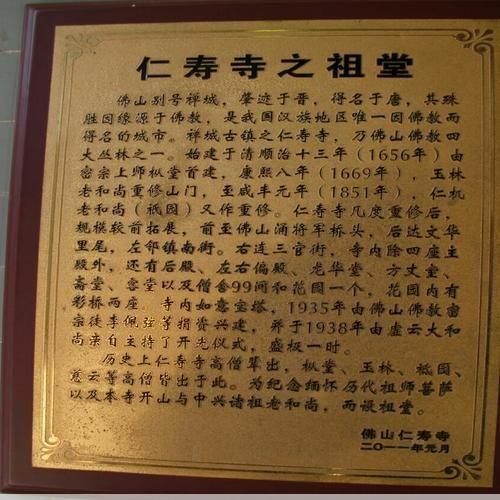 仁寿寺之祖堂
佛山别号禅城，肇迹于晋，得名于唐，其殊
胜因缘源于佛教，是我国汉族地区唯一因佛教而
得名的城市。禅城古镇之仁寿寺，乃佛山佛教四
大丛林之一。始建于清顺治十三年（1656年）由
密宗上师枞堂首建，康熙八年（1669年），玉林
老和尚重修山门，至咸丰元年（1851年），仁机
老和尚（祇园）又作重修。仁寿寺几度重修后，
规模较前拓展，前至佛山涌将军桥头，后达文华
里尾，左邻镇南街。右连三官街，寺内除四座主
殿外，还有后殿、左右偏殿、光华堂、方丈室、
斋堂、客堂以及僧舍99间和花园一个，花园内有
彩桥两座。寺内如意宝塔，1935年由佛山佛教密
宗徒李佩弦等捐资兴建，并于1938年由虚云大和
尚亲自主持了开光仪式，盛极一时。
历史上仁寿寺高僧辈出，枞堂、玉林、祗园、
慈云等高僧皆出于此。为纪念缅怀历代祖师菩萨
以及本寺开山与中兴诸祖老和尚，而设祖堂。
佛山仁寿寺
二〇一一年元月